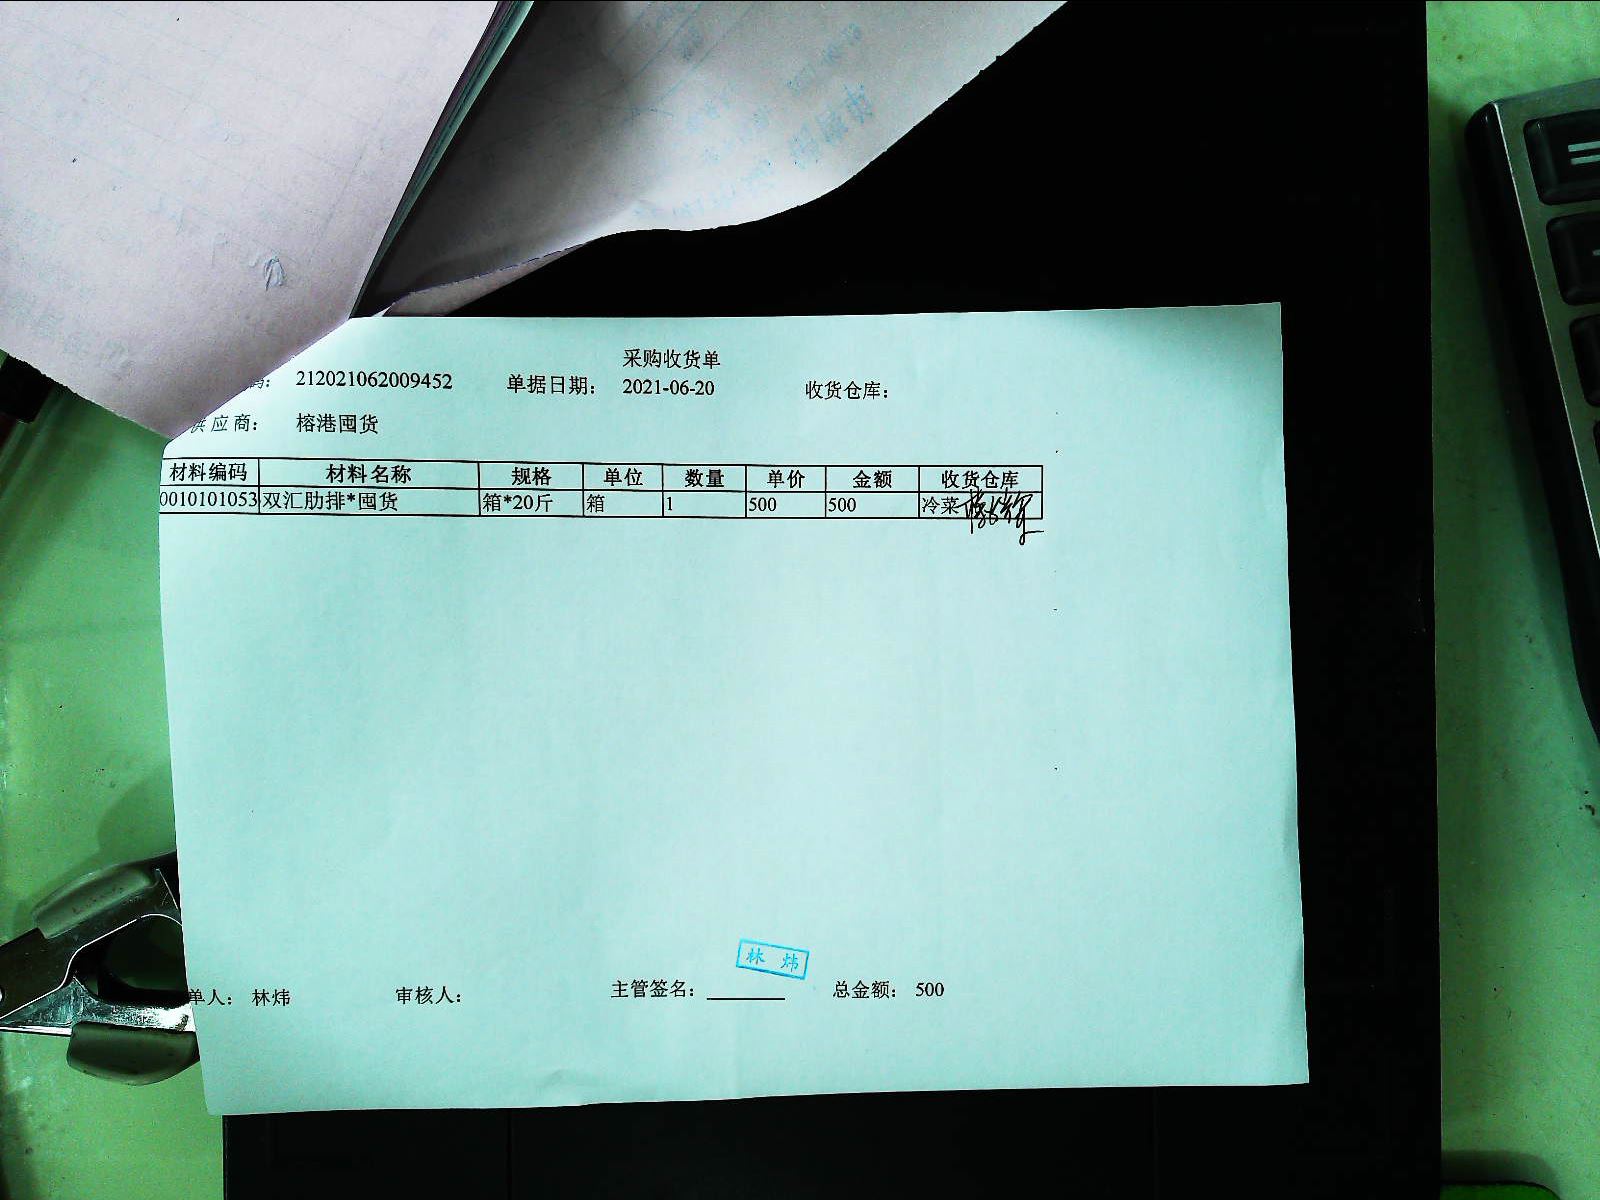 采购收货单
码： 212021062009452 单据日期： 2021-06-20 收货仓库：
供应商： 榕港囤货
材料编码 材料名称 规格 单位 数量 单价 金额 收货仓库
0010101053 双汇肋排*囤货 箱*20斤 箱 1 500 500 冷菜
林炜
单人： 林炜 审核人： 主管签名： 总金额： 500